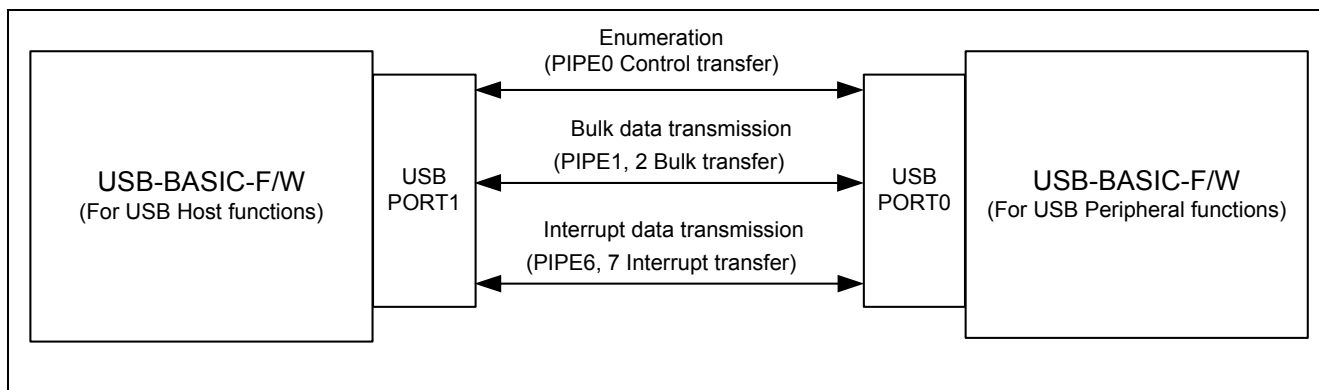 Enumeration
(PIPE0 Control transfer)
Bulk data transmission
(PIPE1, 2 Bulk transfer)
Interrupt data transmission
(PIPE6, 7 Interrupt transfer)
USB-BASIC-F/W
(For USB Host functions)
USB
PORT1
USB
PORT0
USB-BASIC-F/W
(For USB Peripheral functions)